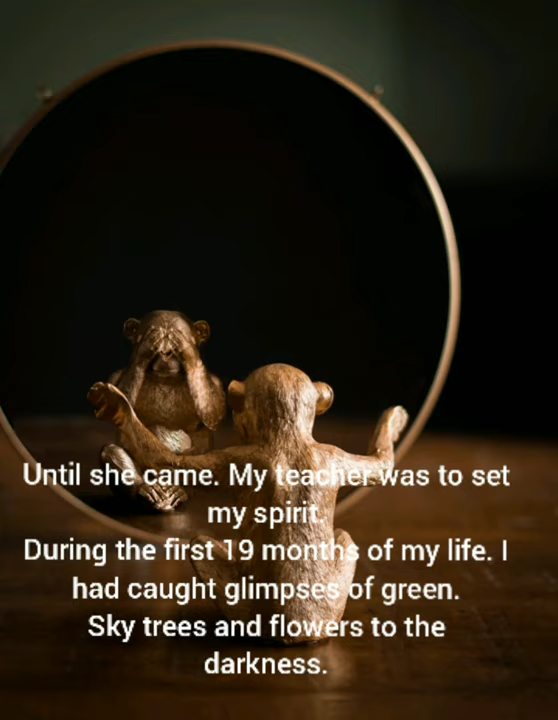 Until she came. My teacher was to set
my spirit.
During the first 19 months of my life. I
had caught glimpses of green.
Sky trees and flowers to the
darkness.